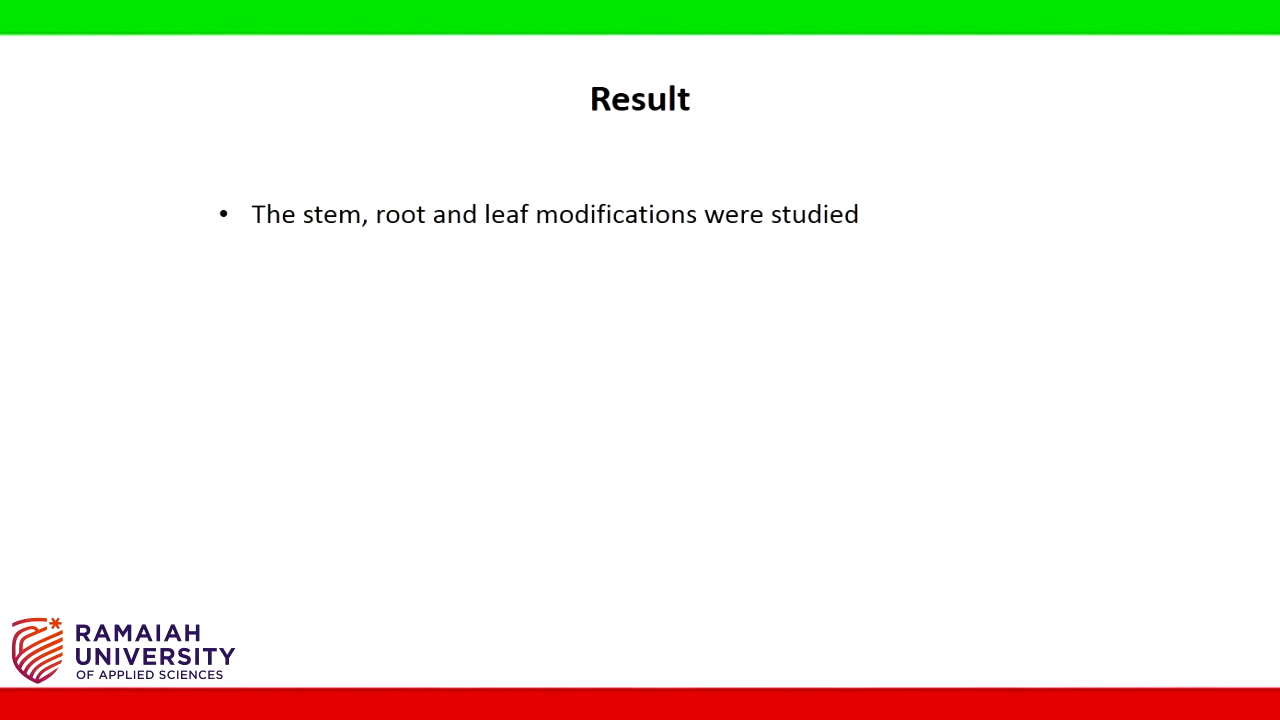 Result
• The stem, root and leaf modifications were studied
RAMAIAH
UNIVERSITY
OF APPLIED SCIENCES